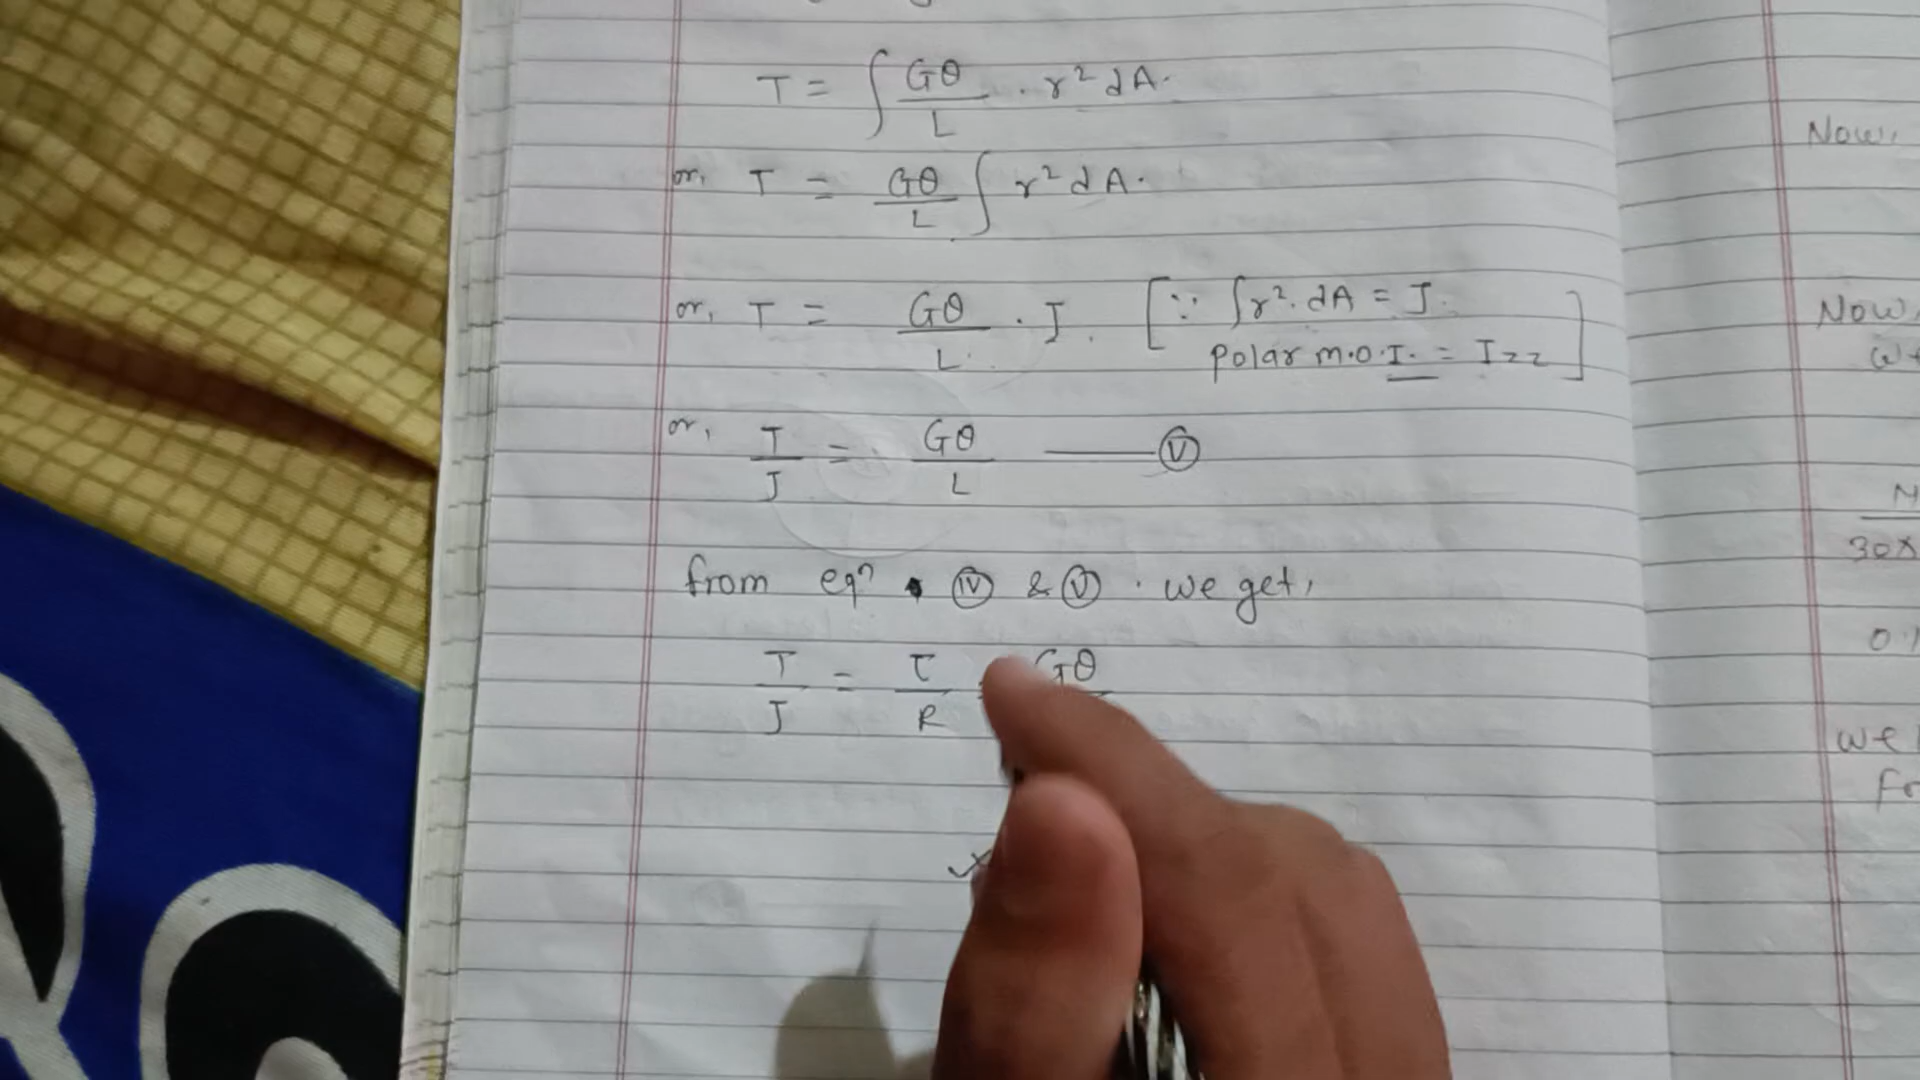 T = ∫ Gθ/L . r² dA.
or, T = Gθ/L ∫ r² dA.
or, T = Gθ/L . J. [∵ ∫r². dA = J.
polar m.o.I. = Izz]
or, T/J = Gθ/L —— (V)
from eqn (IV) & (V) . we get,
T/J = τ/R = Gθ
Now,
Now,
30x
we